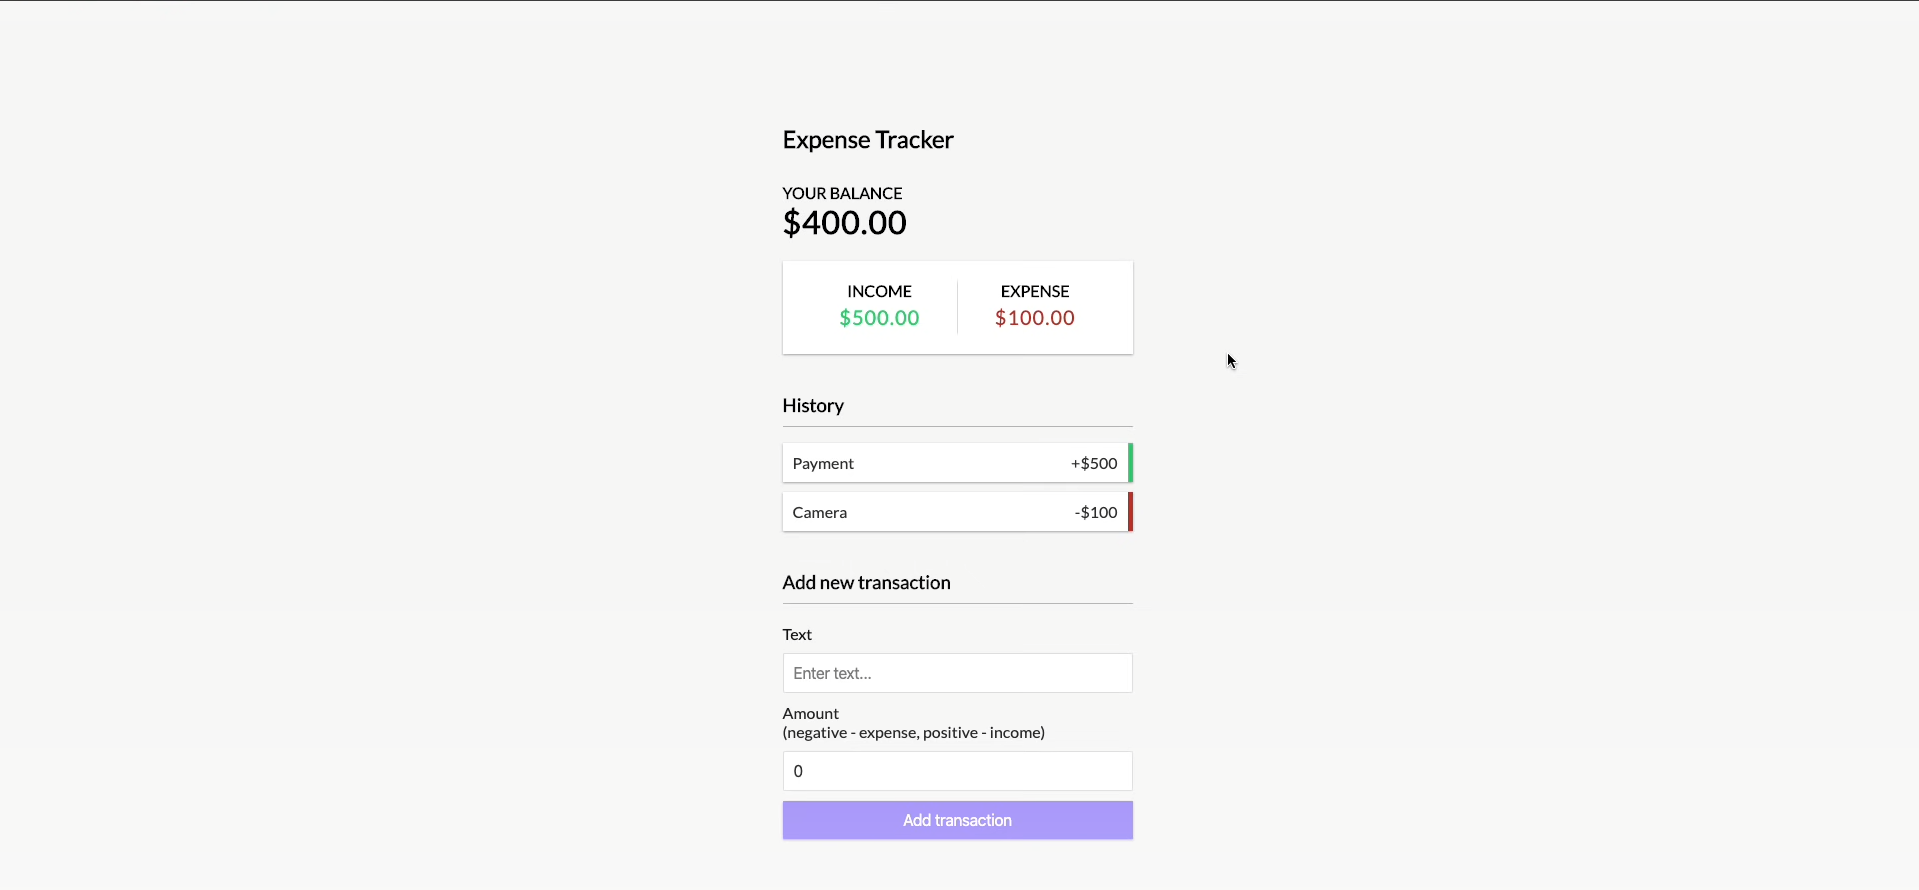 Expense Tracker
YOUR BALANCE
$400.00
INCOME EXPENSE
$500.00 $100.00
History
Payment +$500
Camera -$100
Add new transaction
Text
Enter text...
Amount
(negative - expense, positive - income)
0
Add transaction